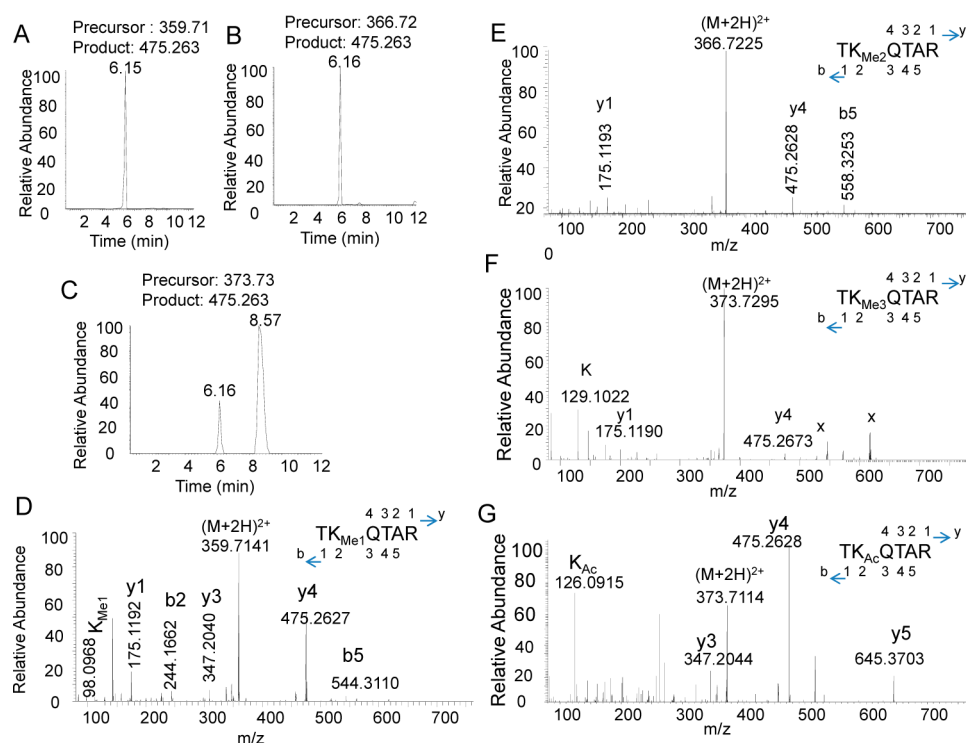 A
Precursor : 359.71
Product: 475.263
6.15
Relative Abundance
100
80
60
40
20
0
2 4 6 8 10 12
Time (min)
B
Precursor: 366.72
Product: 475.263
6.16
Relative Abundance
100
80
60
40
20
0
2 4 6 8 10 12
Time (min)
C
Precursor: 373.73
Product: 475.263
8.57
6.16
Relative Abundance
100
80
60
40
20
0
2 4 6 8 10 12
Time (min)
D
(M+2H)2+
359.7141
4 3 2 1 y
TKMe1QTAR
b 1 2 3 4 5
KMe1
98.0968
y1
175.1192
b2
244.1662
y3
347.2040
y4
475.2627
b5
544.3110
Relative Abundance
100
80
60
40
20
0
100 200 300 400 500 600 700
m/z
E
(M+2H)2+
366.7225
4 3 2 1 y
TKMe2QTAR
b 1 2 3 4 5
y1
175.1193
y4
475.2628
b5
558.3253
Relative Abundance
100
80
60
40
20
0
100 200 300 400 500 600 700
m/z
F
(M+2H)2+
373.7295
4 3 2 1 y
TKMe3QTAR
b 1 2 3 4 5
K
129.1022
y1
175.1190
y4
475.2673
x
x
Relative Abundance
100
80
60
40
20
0
100 200 300 400 500 600 700
m/z
G
y4
475.2628
4 3 2 1 y
TKAcQTAR
b 1 2 3 4 5
KAc
126.0915
(M+2H)2+
373.7114
y3
347.2044
y5
645.3703
Relative Abundance
100
80
60
40
20
0
100 200 300 400 500 600 700
m/z